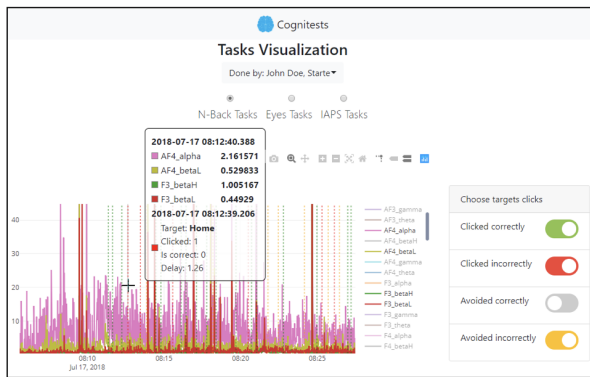 Cognitests
Tasks Visualization
Done by: John Doe, Starte
N-Back Tasks Eyes Tasks IAPS Tasks
2018-07-17 08:12:40.388
AF4_alpha 2.161571
AF4_betaL 0.529833
F3_betaH 1.005167
F3_betaL 0.44929
2018-07-17 08:12:39.206
Target: Home
Clicked: 1
Is correct: 0
Delay: 1.26
40
30
20
10
08:10 08:15 08:20 08:25
Jul 17, 2018
AF3_gamma
AF3_theta
AF4_alpha
AF4_betaH
AF4_betaL
AF4_gamma
AF4_theta
F3_alpha
F3_betaH
F3_betaL
F3_gamma
F3_theta
F4_alpha
F4_betaH
Choose targets clicks
Clicked correctly
Clicked incorrectly
Avoided correctly
Avoided incorrectly